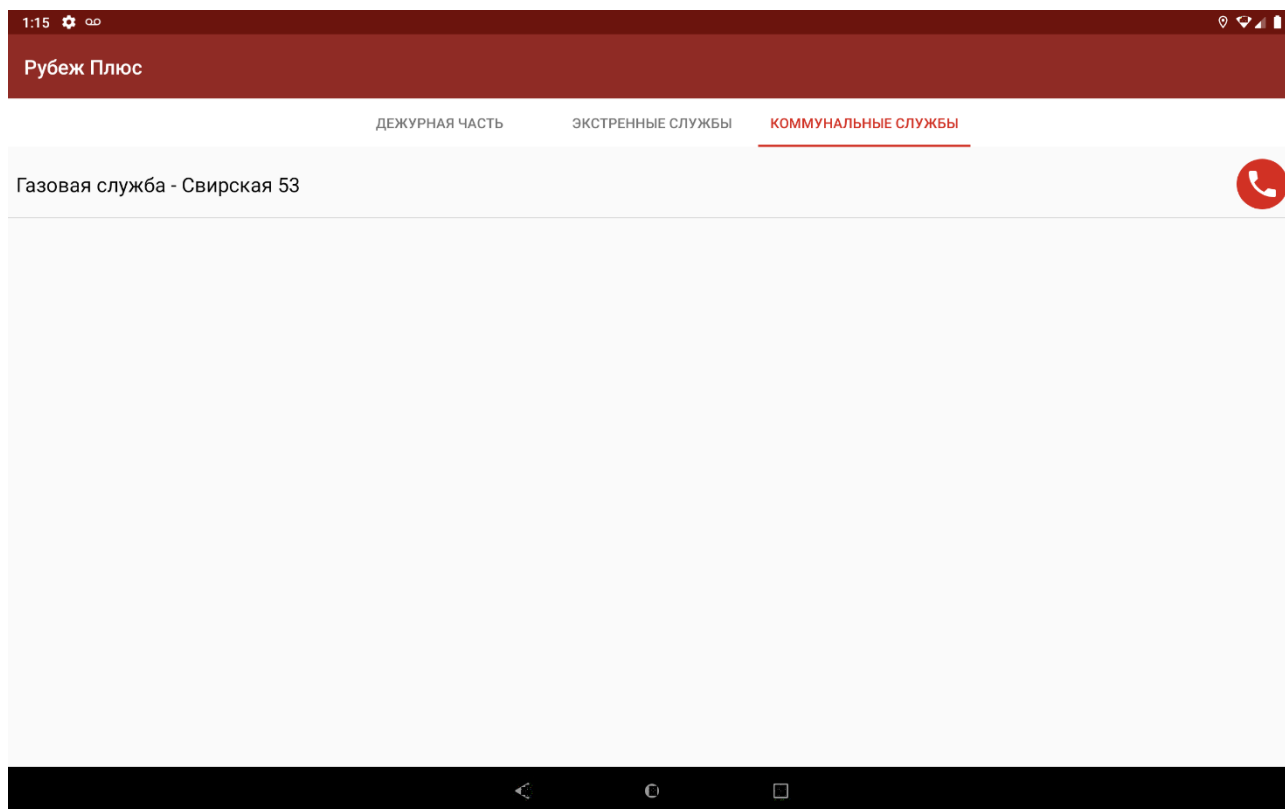 1:15
Рубеж Плюс
ДЕЖУРНАЯ ЧАСТЬ ЭКСТРЕННЫЕ СЛУЖБЫ КОММУНАЛЬНЫЕ СЛУЖБЫ
Газовая служба - Свирская 53